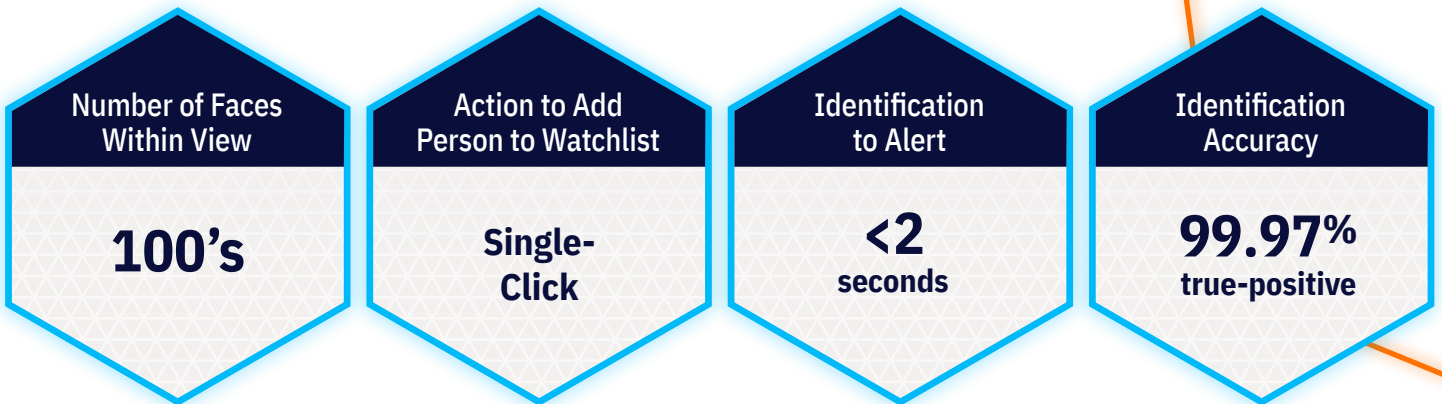 Number of Faces
Within View
100’s
Action to Add
Person to Watchlist
Single-
Click
Identification
to Alert
<2
seconds
Identification
Accuracy
99.97%
true-positive